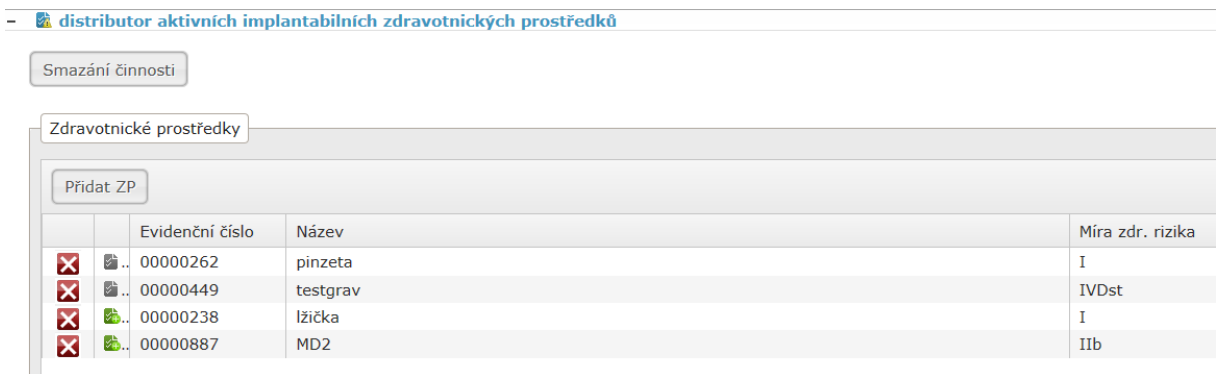 distributor aktivních implantabilních zdravotnických prostředků
Smazání činnosti
Zdravotnické prostředky
Přidat ZP
Evidenční číslo Název Míra zdr. rizika
.. 00000262 pinzeta I
.. 00000449 testgrav IVDst
.. 00000238 lžička I
.. 00000887 MD2 IIb